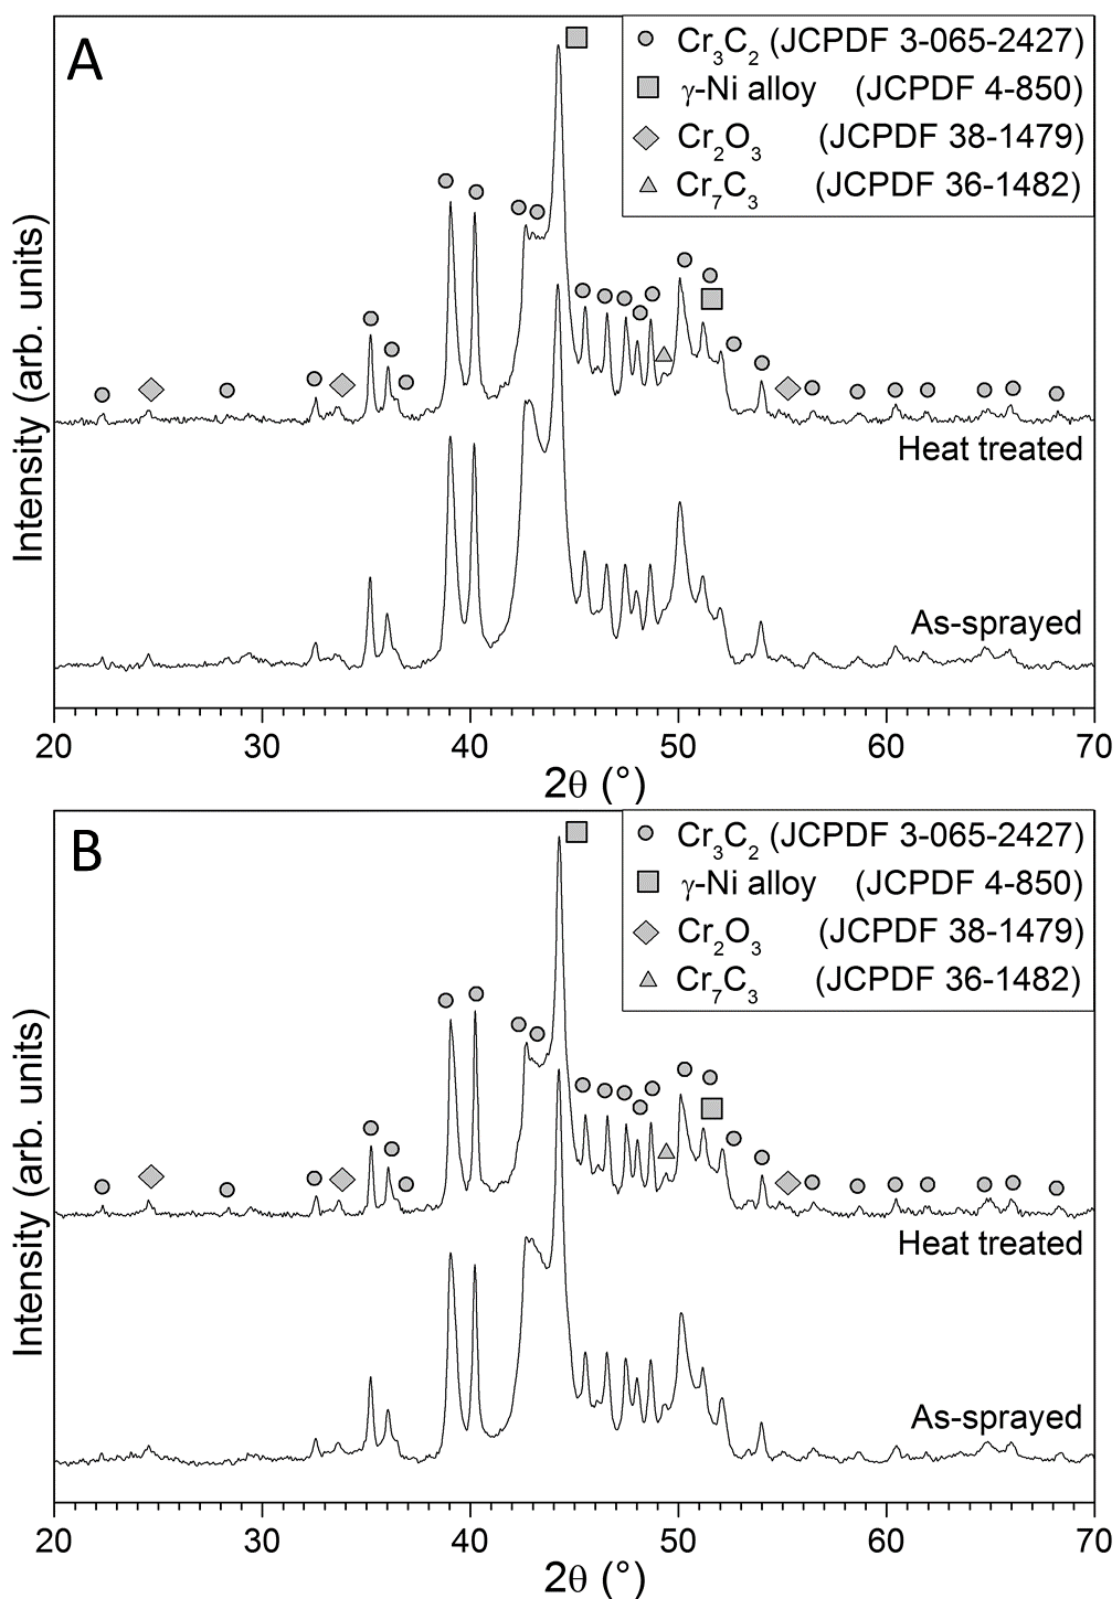 A
Cr3C2 (JCPDF 3-065-2427)
γ-Ni alloy (JCPDF 4-850)
Cr2O3 (JCPDF 38-1479)
Cr7C3 (JCPDF 36-1482)
Intensity (arb. units)
Heat treated
As-sprayed
20 30 40 50 60 70
2θ (°)
B
Cr3C2 (JCPDF 3-065-2427)
γ-Ni alloy (JCPDF 4-850)
Cr2O3 (JCPDF 38-1479)
Cr7C3 (JCPDF 36-1482)
Intensity (arb. units)
Heat treated
As-sprayed
20 30 40 50 60 70
2θ (°)